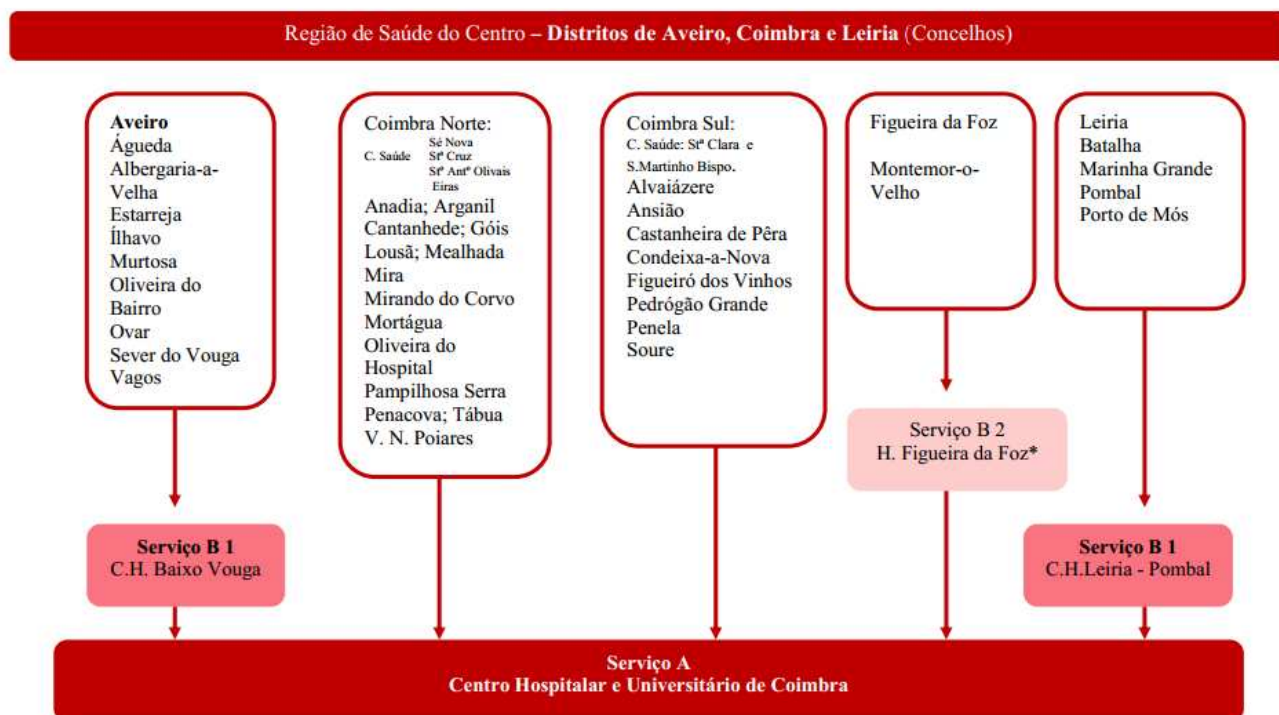 Região de Saúde do Centro – Distritos de Aveiro, Coimbra e Leiria (Concelhos)
Aveiro
Águeda
Albergaria-a-
Velha
Estarreja
Ílhavo
Murtosa
Oliveira do
Bairro
Ovar
Sever do Vouga
Vagos
Coimbra Norte:
Sé Nova
C. Saúde
Stª Cruz
Stº Antº Olivais
Eiras
Anadia; Arganil
Cantanhede; Góis
Lousã; Mealhada
Mira
Mirando do Corvo
Mortágua
Oliveira do
Hospital
Pampilhosa Serra
Penacova; Tábua
V. N. Poiares
Coimbra Sul:
C. Saúde: Stª Clara e
S.Martinho Bispo.
Alvaiázere
Ansião
Castanheira de Pêra
Condeixa-a-Nova
Figueiró dos Vinhos
Pedrógão Grande
Penela
Soure
Figueira da Foz
Montemor-o-
Velho
Leiria
Batalha
Marinha Grande
Pombal
Porto de Mós
Serviço B 2
H. Figueira da Foz*
Serviço B 1
C.H. Baixo Vouga
Serviço B 1
C.H.Leiria - Pombal
Serviço A
Centro Hospitalar e Universitário de Coimbra